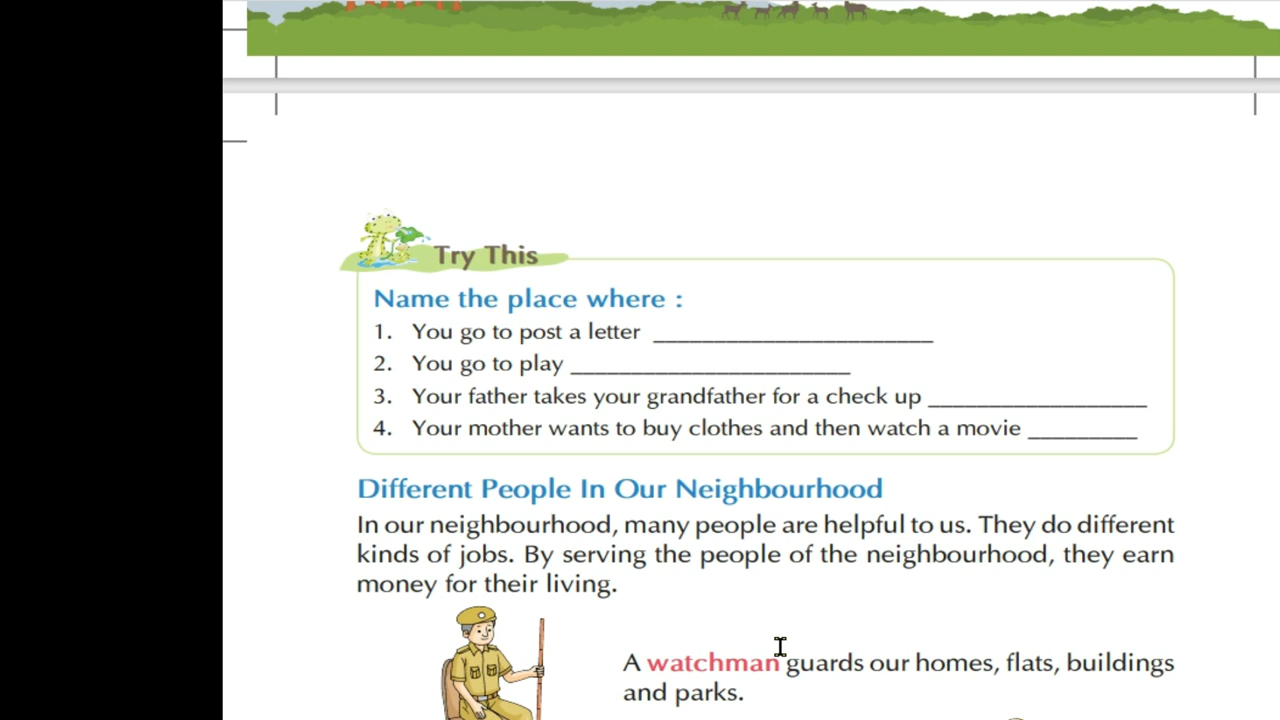 Try This
Name the place where :
1. You go to post a letter _______________________
2. You go to play _______________________
3. Your father takes your grandfather for a check up __________________
4. Your mother wants to buy clothes and then watch a movie _________
Different People In Our Neighbourhood
In our neighbourhood, many people are helpful to us. They do different
kinds of jobs. By serving the people of the neighbourhood, they earn
money for their living.
A watchman guards our homes, flats, buildings
and parks.